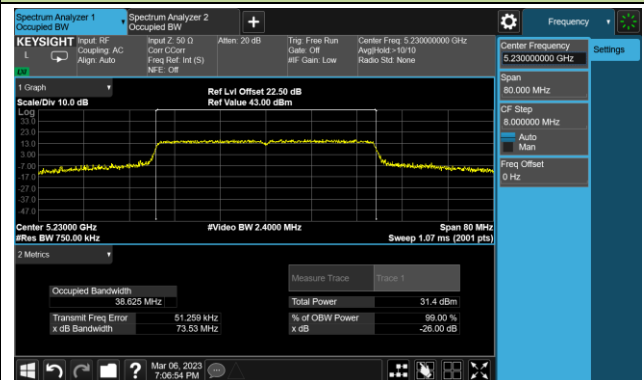 Spectrum Analyzer 1
Occupied BW
Spectrum Analyzer 2
Occupied BW
Frequency
KEYSIGHT
L
Input: RF
Coupling: AC
Align: Auto
Input Z: 50 Ω
Corr CCorr
Freq Ref: Int (S)
NFE: Off
Atten: 20 dB
Trig: Free Run
Gate: Off
#IF Gain: Low
Center Freq: 5.230000000 GHz
Avg|Hold:>10/10
Radio Std: None
LW
Center Frequency
5.230000000 GHz
Span
80.000 MHz
CF Step
8.000000 MHz
Auto
Man
Freq Offset
0 Hz
Settings
1 Graph
Scale/Div 10.0 dB
Ref Lvl Offset 22.50 dB
Ref Value 43.00 dBm
Log
33.0
23.0
13.0
3.00
-7.00
-17.0
-27.0
-37.0
-47.0
Center 5.23000 GHz
#Res BW 750.00 kHz
#Video BW 2.4000 MHz
Span 80 MHz
Sweep 1.07 ms (2001 pts)
2 Metrics
Measure Trace
Trace 1
Occupied Bandwidth
38.625 MHz
Total Power
31.4 dBm
Transmit Freq Error
51.259 kHz
% of OBW Power
99.00 %
x dB Bandwidth
73.53 MHz
x dB
-26.00 dB
?
Mar 06, 2023
7:06:54 PM